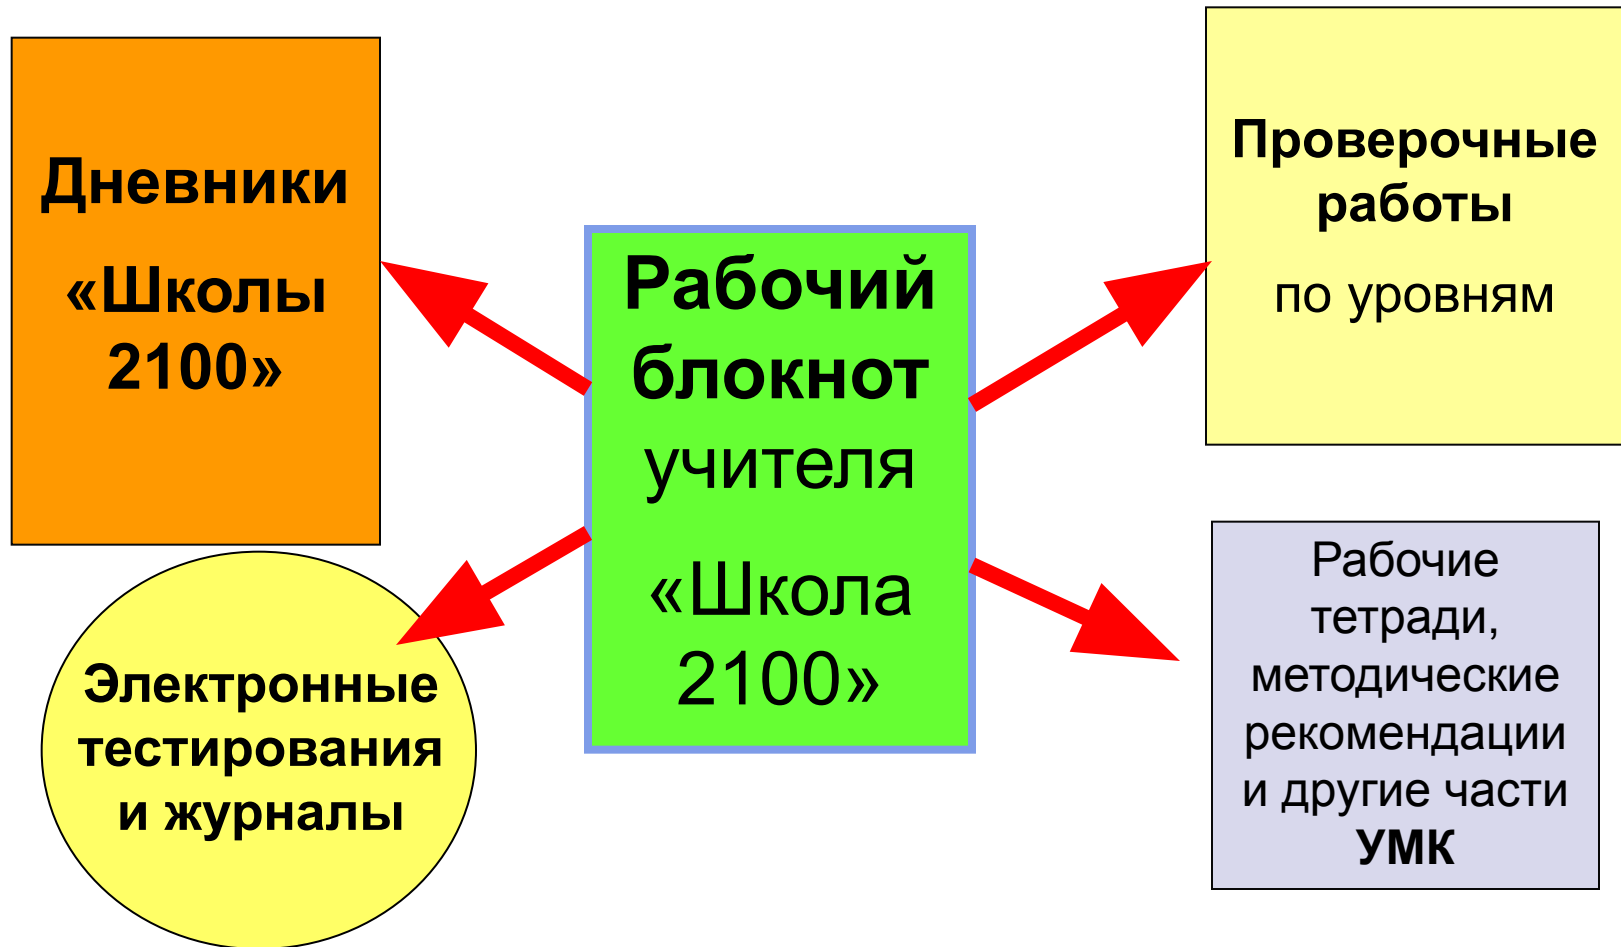 Дневники
«Школы
2100»
Рабочий
блокнот
учителя
«Школа
2100»
Проверочные
работы
по уровням
Электронные
тестирования
и журналы
Рабочие
тетради,
методические
рекомендации
и другие части
УМК